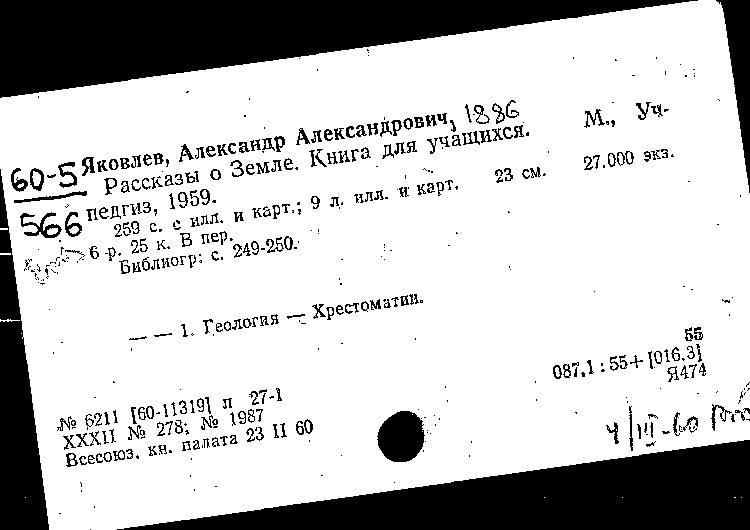 60-5 Яковлев, Александр Александрович, 1886
Рассказы о Земле. Книга для учащихся. М., Уч-
566 педгиз, 1959.
259 с. с илл. и карт.; 9 л. илл. и карт. 23 см. 27.000 экз.
6 р. 25 к. В пер.
Библиогр: с. 249-250.
— — 1. Геология — Хрестоматии.
55
087.1 : 55+ [016.3]
Я474
№ 6211 [60-11319] п 27-1
XXXII № 278; № 1987
Всесоюз. кн. палата 23 II 60
4/III-60